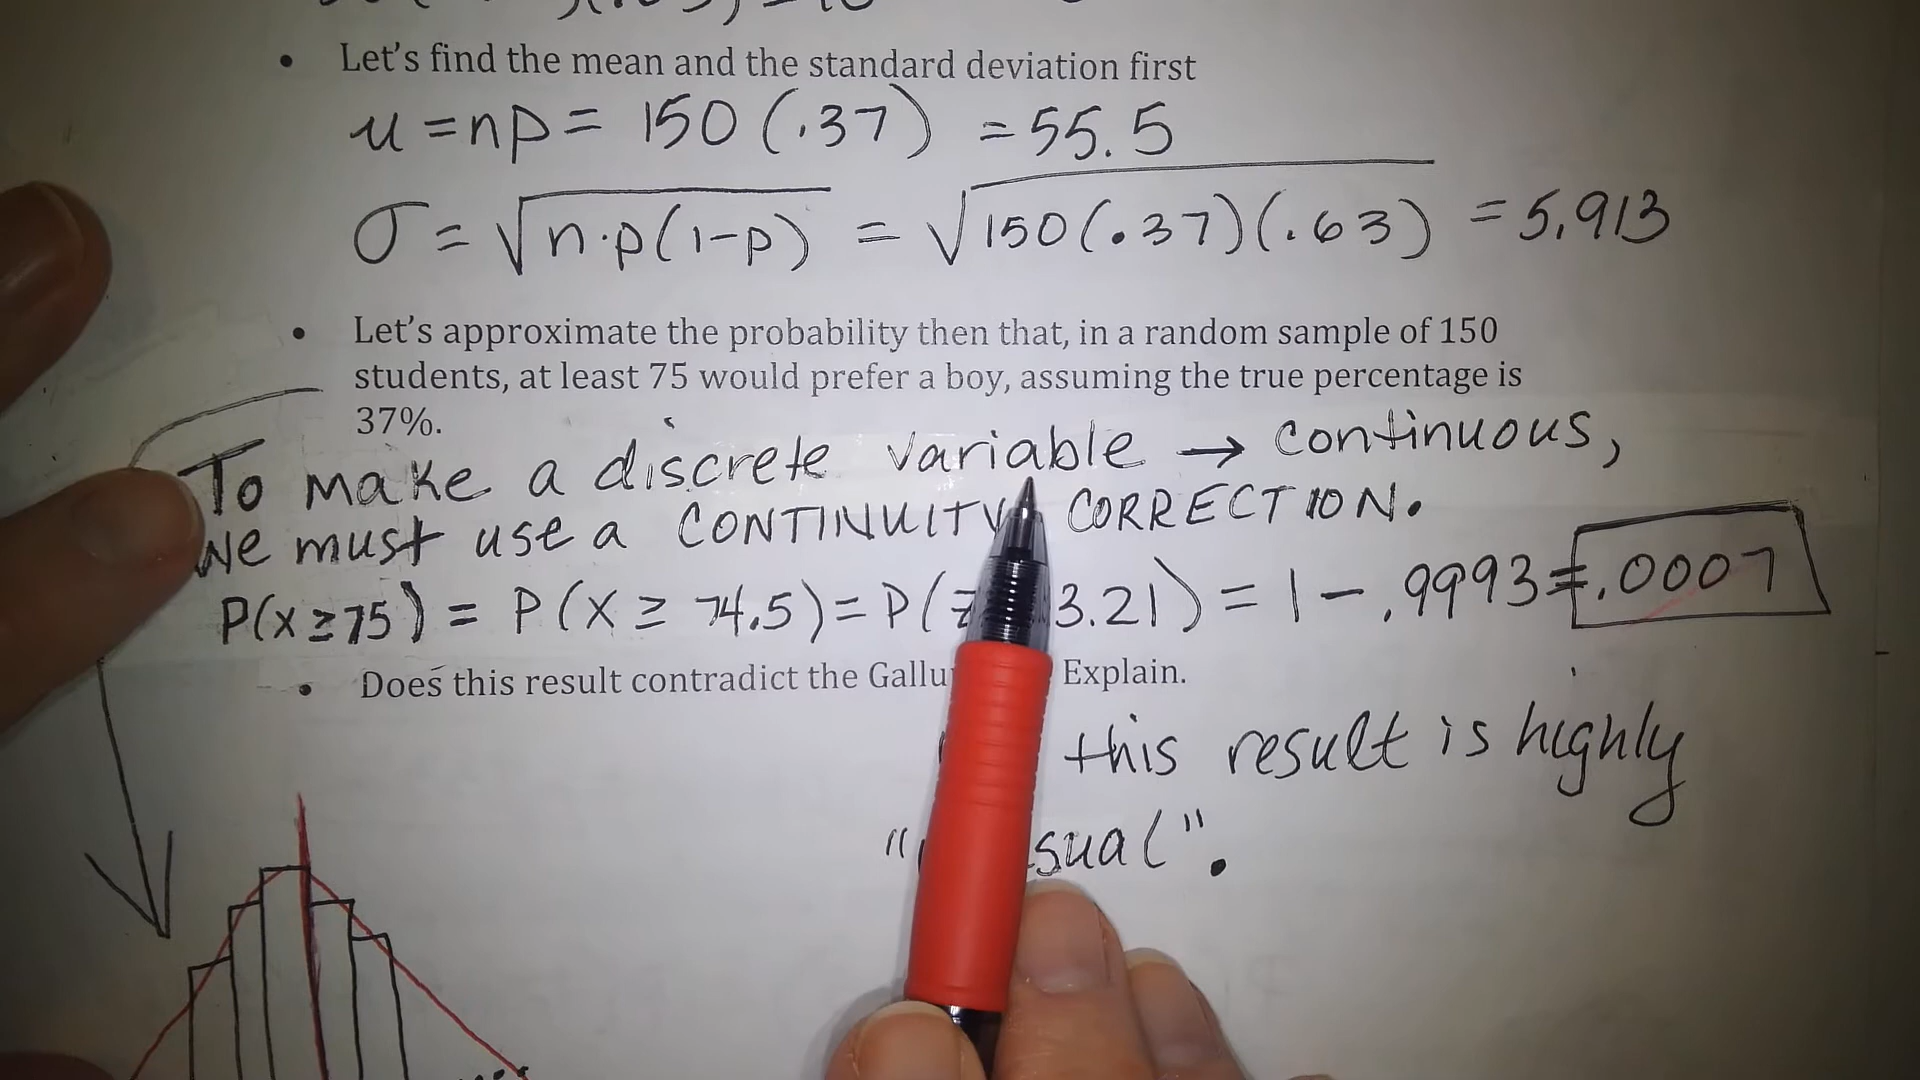 • Let's find the mean and the standard deviation first
u = np = 150 (.37) = 55.5
σ = √n·p(1-p) = √150(.37)(.63) = 5.913
• Let's approximate the probability then that, in a random sample of 150
students, at least 75 would prefer a boy, assuming the true percentage is
37%.
To make a discrete variable → continuous,
we must use a CONTINUITY CORRECTION.
P(x ≥ 75) = P(x ≥ 74.5) = P( 3.21) = 1 - .9993 = .0007
• Does this result contradict the Explain.
this result is highly